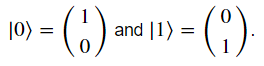 |0⟩ = (1 0) and |1⟩ = (0 1).